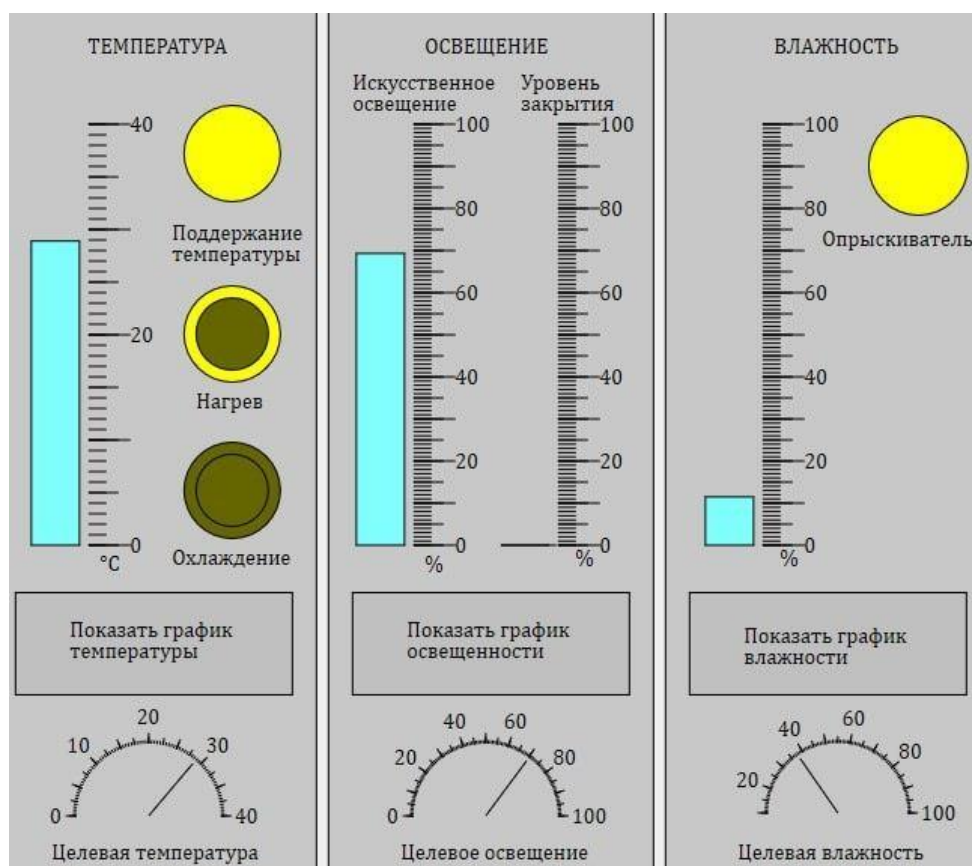 ТЕМПЕРАТУРА
40
20
0
°C
Поддержание
температуры
Нагрев
Охлаждение
Показать график
температуры
0
10
20
30
40
Целевая температура
ОСВЕЩЕНИЕ
Искусственное
освещение
100
80
60
40
20
0
%
Уровень
закрытия
100
80
60
40
20
0
%
Показать график
освещенности
0
20
40
60
80
100
Целевое освещение
ВЛАЖНОСТЬ
100
80
60
40
20
0
%
Опрыскиватель
Показать график
влажности
20
40
60
80
100
Целевая влажность